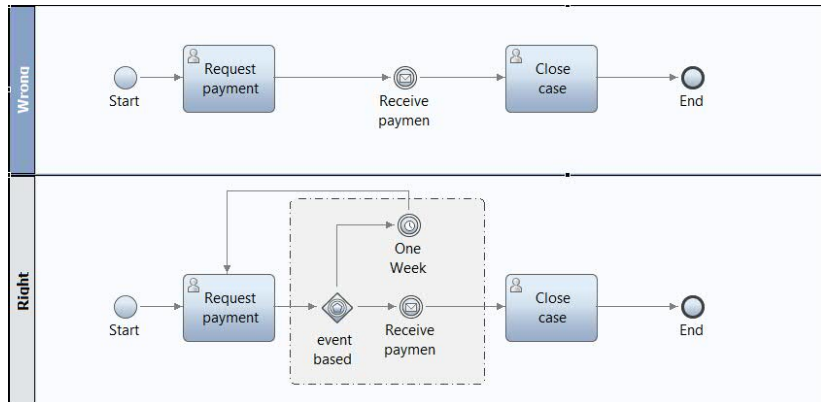 Wrong
Request
payment
Close
case
Start
Receive
paymen
End
Right
One
Week
Request
payment
Close
case
Start
event
based
Receive
paymen
End